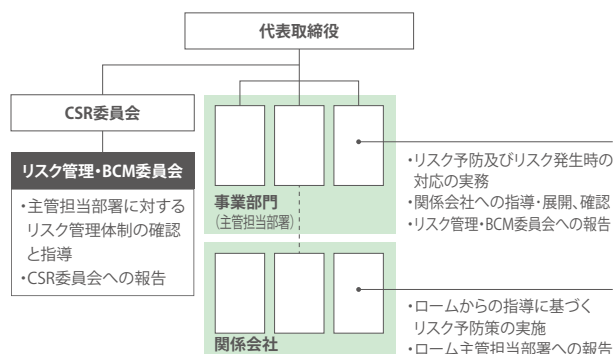 代表取締役
CSR委員会
リスク管理・BCM委員会
・主管担当部署に対する
リスク管理体制の確認
と指導
・CSR委員会への報告
事業部門
(主管担当部署)
・リスク予防及びリスク発生時の
対応の実務
・関係会社への指導・展開、確認
・リスク管理・BCM委員会への報告
関係会社
・ロームからの指導に基づく
リスク予防策の実施
・ローム主管担当部署への報告